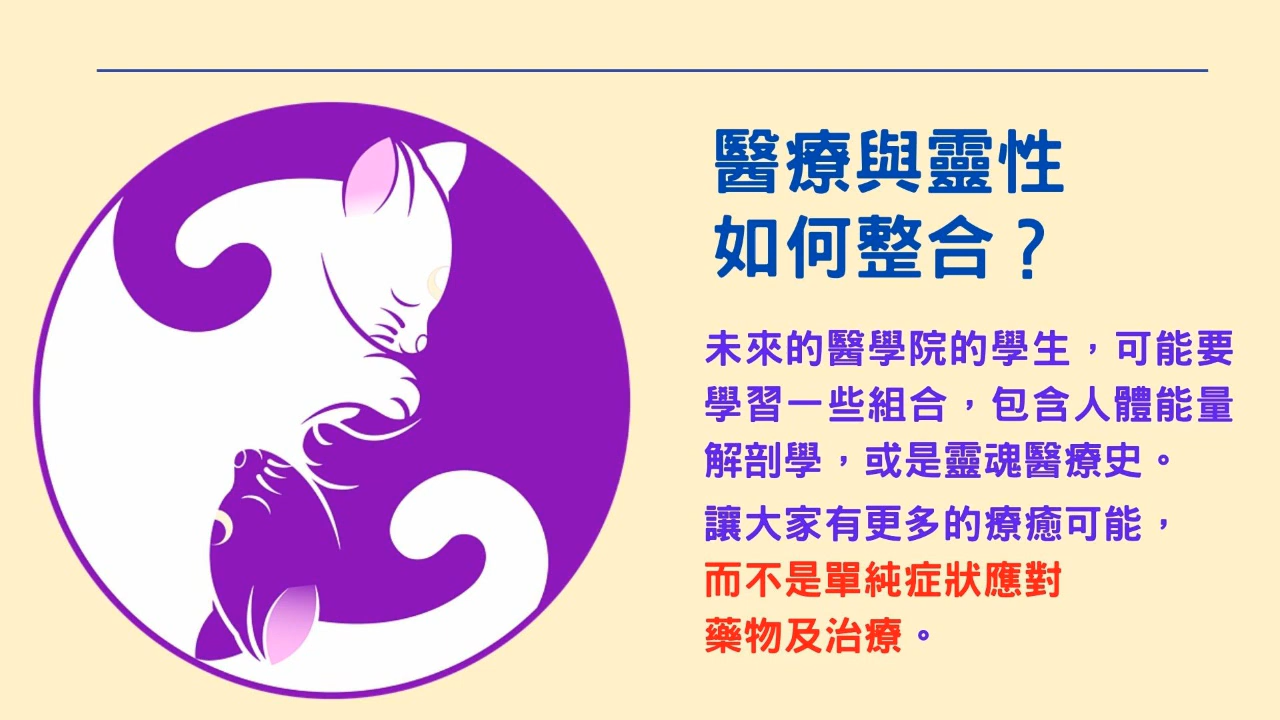 醫療與靈性
如何整合？
未來的醫學院的學生，可能要
學習一些組合，包含人體能量
解剖學，或是靈魂醫療史。
讓大家有更多的療癒可能，
而不是單純症狀應對
藥物及治療。